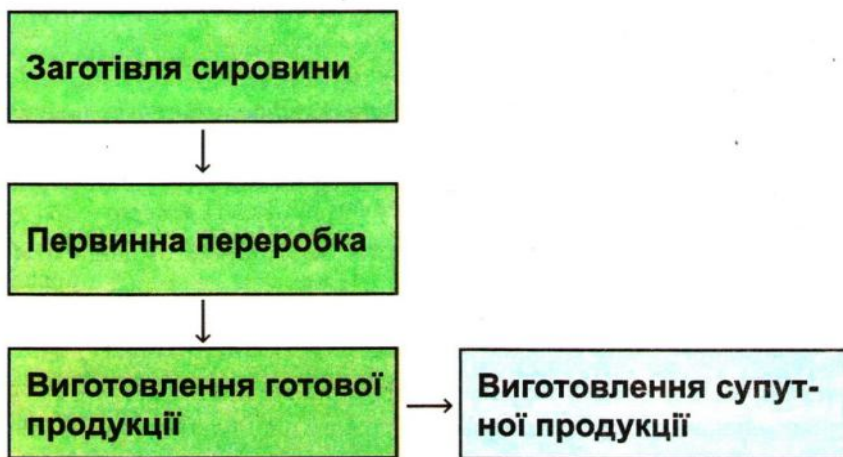 Заготівля сировини
Первинна переробка
Виготовлення готової
продукції
Виготовлення супут-
ної продукції